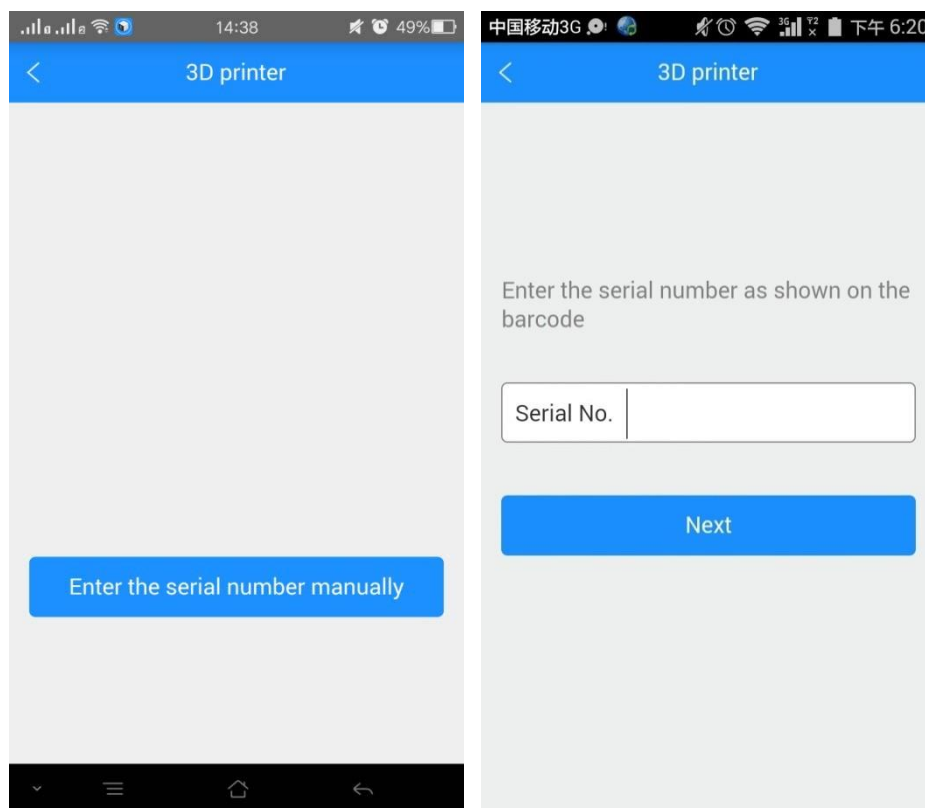 14:38
49%
3D printer
Enter the serial number manually
中国移动3G
3G
下午 6:20
3D printer
Enter the serial number as shown on the
barcode
Serial No.
Next